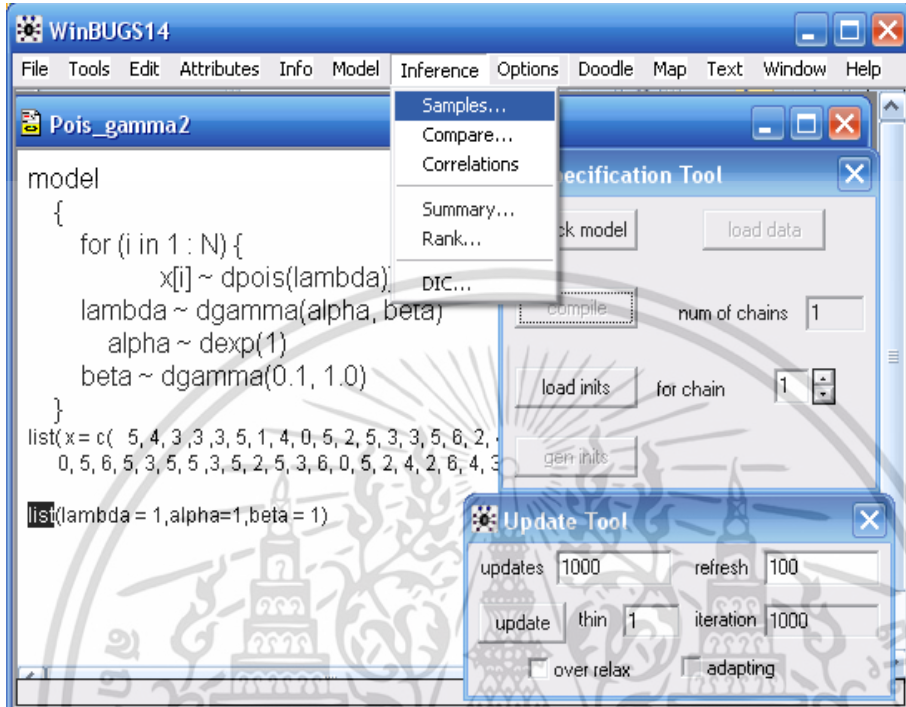 WinBUGS14
File Tools Edit Attributes Info Model Inference Options Doodle Map Text Window Help
Samples...
Compare...
Correlations
Summary...
Rank...
DIC...
Pois_gamma2
model
{
for (i in 1 : N) {
x[i] ~ dpois(lambda)
lambda ~ dgamma(alpha, beta)
alpha ~ dexp(1)
beta ~ dgamma(0.1, 1.0)
}
list(x = c( 5, 4, 3 ,3 ,3, 5, 1, 4, 0, 5, 2, 5, 3, 3, 5, 6, 2,
0, 5, 6, 5, 3, 5, 5 ,3, 5, 2, 5, 3, 6, 0, 5, 2, 4, 2, 6, 4, 3
list(lambda = 1,alpha=1,beta = 1)
ecification Tool
ck model load data
compile num of chains 1
load inits for chain 1
gen inits
Update Tool
updates 1000 refresh 100
update thin 1 iteration 1000
over relax adapting